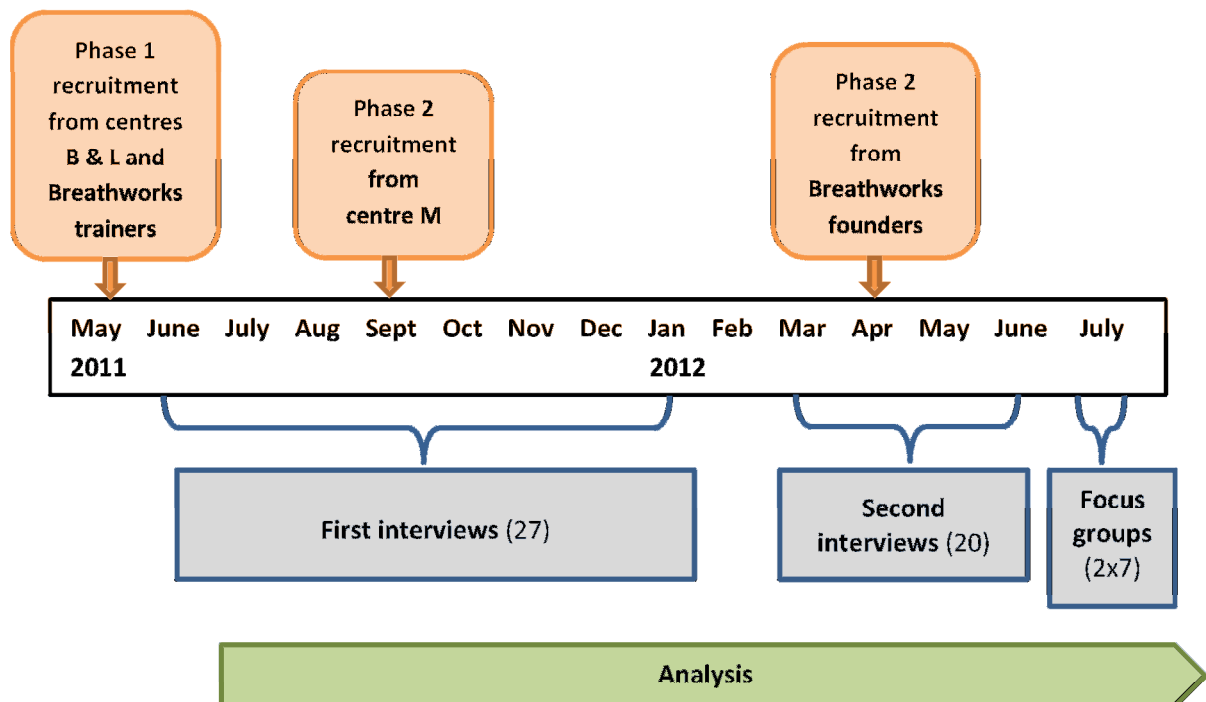 Phase 1
recruitment
from centres
B & L and
Breathworks
trainers
Phase 2
recruitment
from
centre M
Phase 2
recruitment
from
Breathworks
founders
May June July Aug Sept Oct Nov Dec Jan Feb Mar Apr May June July
2011 2012
First interviews (27)
Second
interviews (20)
Focus
groups
(2x7)
Analysis